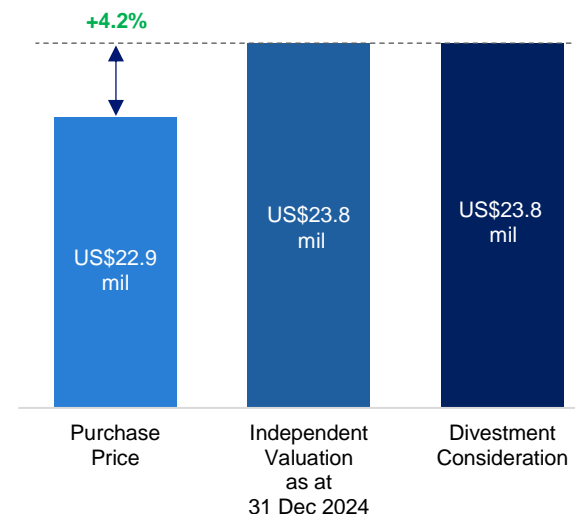 +4.2%
US$22.9
mil
US$23.8
mil
US$23.8
mil
Purchase
Price
Independent
Valuation
as at
31 Dec 2024
Divestment
Consideration